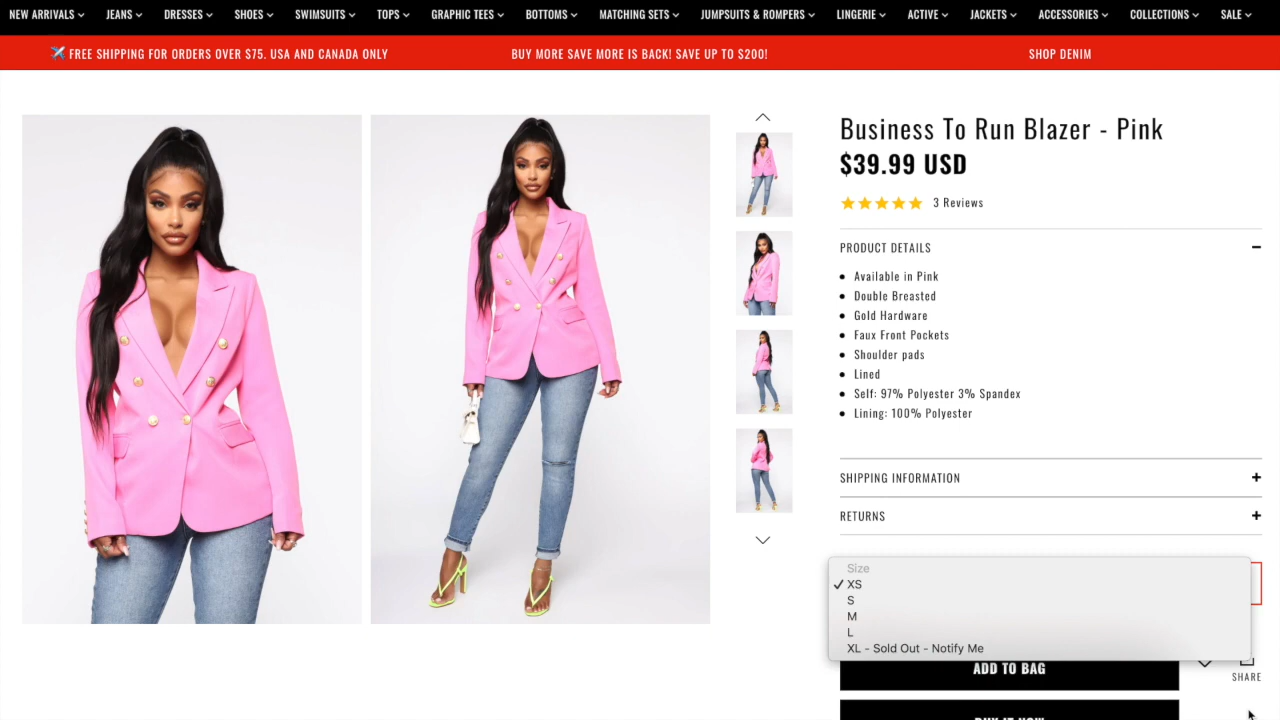 NEW ARRIVALS JEANS DRESSES SHOES SWIMSUITS TOPS GRAPHIC TEES BOTTOMS MATCHING SETS JUMPSUITS & ROMPERS LINGERIE ACTIVE JACKETS ACCESSORIES COLLECTIONS SALE
FREE SHIPPING FOR ORDERS OVER $75. USA AND CANADA ONLY BUY MORE SAVE MORE IS BACK! SAVE UP TO $200! SHOP DENIM
Business To Run Blazer - Pink
$39.99 USD
3 Reviews
PRODUCT DETAILS
Available in Pink
Double Breasted
Gold Hardware
Faux Front Pockets
Shoulder pads
Lined
Self: 97% Polyester 3% Spandex
Lining: 100% Polyester
SHIPPING INFORMATION
RETURNS
Size
XS
S
M
L
XL - Sold Out - Notify Me
ADD TO BAG
SHARE
BUY IT NOW